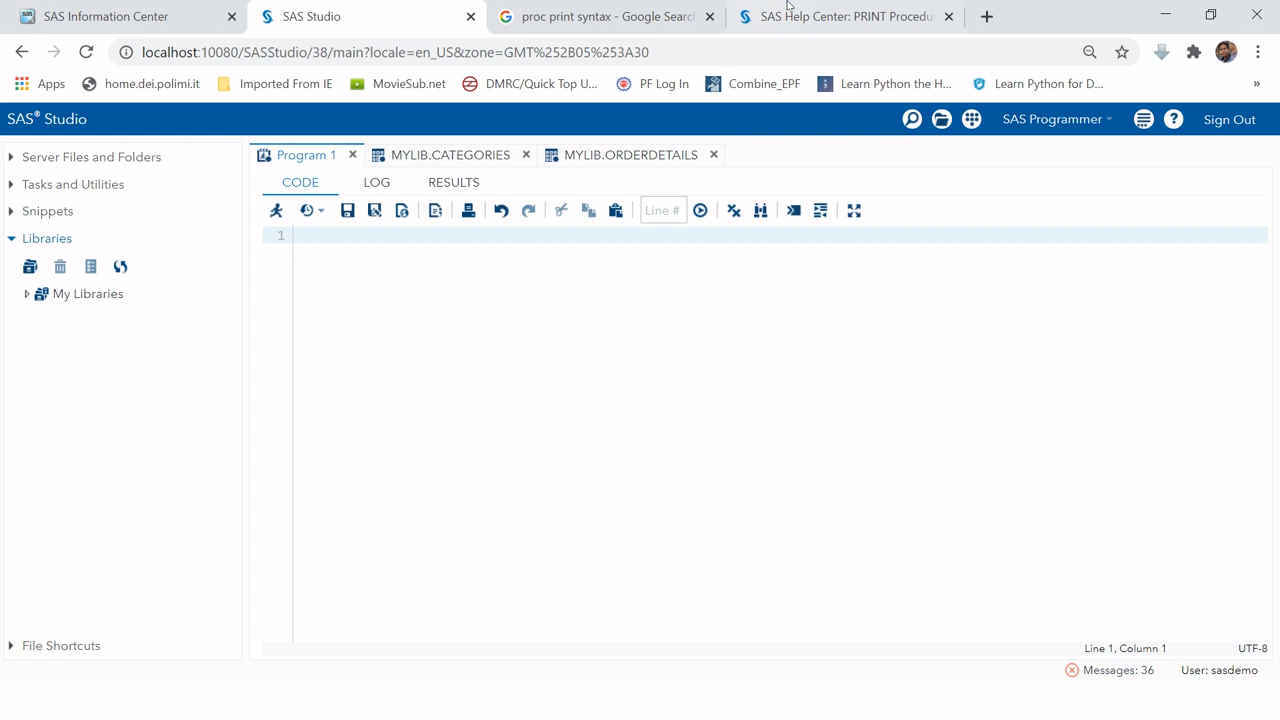 SAS Information Center
SAS Studio
proc print syntax - Google Searc
SAS Help Center: PRINT Procedu
localhost:10080/SASStudio/38/main?locale=en_US&zone=GMT%252B05%253A30
Apps
home.dei.polimi.it
Imported From IE
MovieSub.net
DMRC/Quick Top U...
PF Log In
Combine_EPF
Learn Python the H...
Learn Python for D...
»
SAS® Studio
SAS Programmer
Sign Out
Server Files and Folders
Tasks and Utilities
Snippets
Libraries
My Libraries
File Shortcuts
Program 1
MYLIB.CATEGORIES
MYLIB.ORDERDETAILS
CODE
LOG
RESULTS
Line #
1
Line 1, Column 1
UTF-8
Messages: 36
User: sasdemo